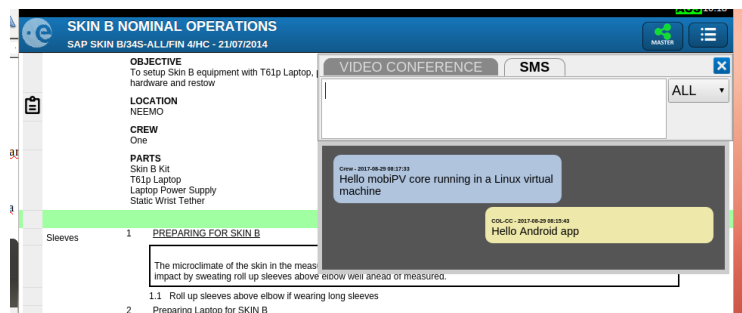 SKIN B NOMINAL OPERATIONS
SAP SKIN B/34S-ALL/FIN 4/HC - 21/07/2014
MASTER
OBJECTIVE
To setup Skin B equipment with T61p Laptop,
hardware and restow
LOCATION
NEEMO
CREW
One
PARTS
Skin B Kit
T61p Laptop
Laptop Power Supply
Static Wrist Tether
VIDEO CONFERENCE
SMS
ALL
Crew - 2017-08-29 08:17:33
Hello mobiPV core running in a Linux virtual
machine
COL-CC - 2017-08-29 08:15:43
Hello Android app
Sleeves
1 PREPARING FOR SKIN B
The microclimate of the skin in the meas
impact by sweating roll up sleeves above elbow well ahead of measured.
1.1 Roll up sleeves above elbow if wearing long sleeves
2 Preparing Laptop for SKIN B